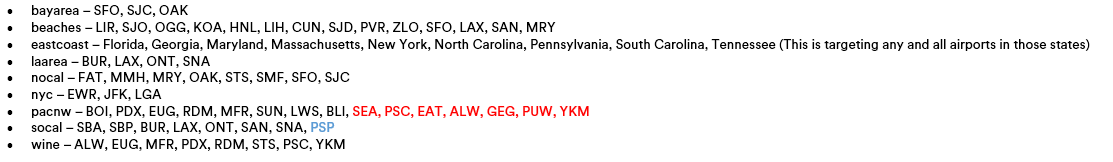 • bayarea – SFO, SJC, OAK
• beaches – LIR, SJO, OGG, KOA, HNL, LIH, CUN, SJD, PVR, ZLO, SFO, LAX, SAN, MRY
• eastcoast – Florida, Georgia, Maryland, Massachusetts, New York, North Carolina, Pennsylvania, South Carolina, Tennessee (This is targeting any and all airports in those states)
• laarea – BUR, LAX, ONT, SNA
• nocal – FAT, MMH, MRY, OAK, STS, SMF, SFO, SJC
• nyc – EWR, JFK, LGA
• pacnw – BOI, PDX, EUG, RDM, MFR, SUN, LWS, BLI, SEA, PSC, EAT, ALW, GEG, PUW, YKM
• socal – SBA, SBP, BUR, LAX, ONT, SAN, SNA, PSP
• wine – ALW, EUG, MFR, PDX, RDM, STS, PSC, YKM